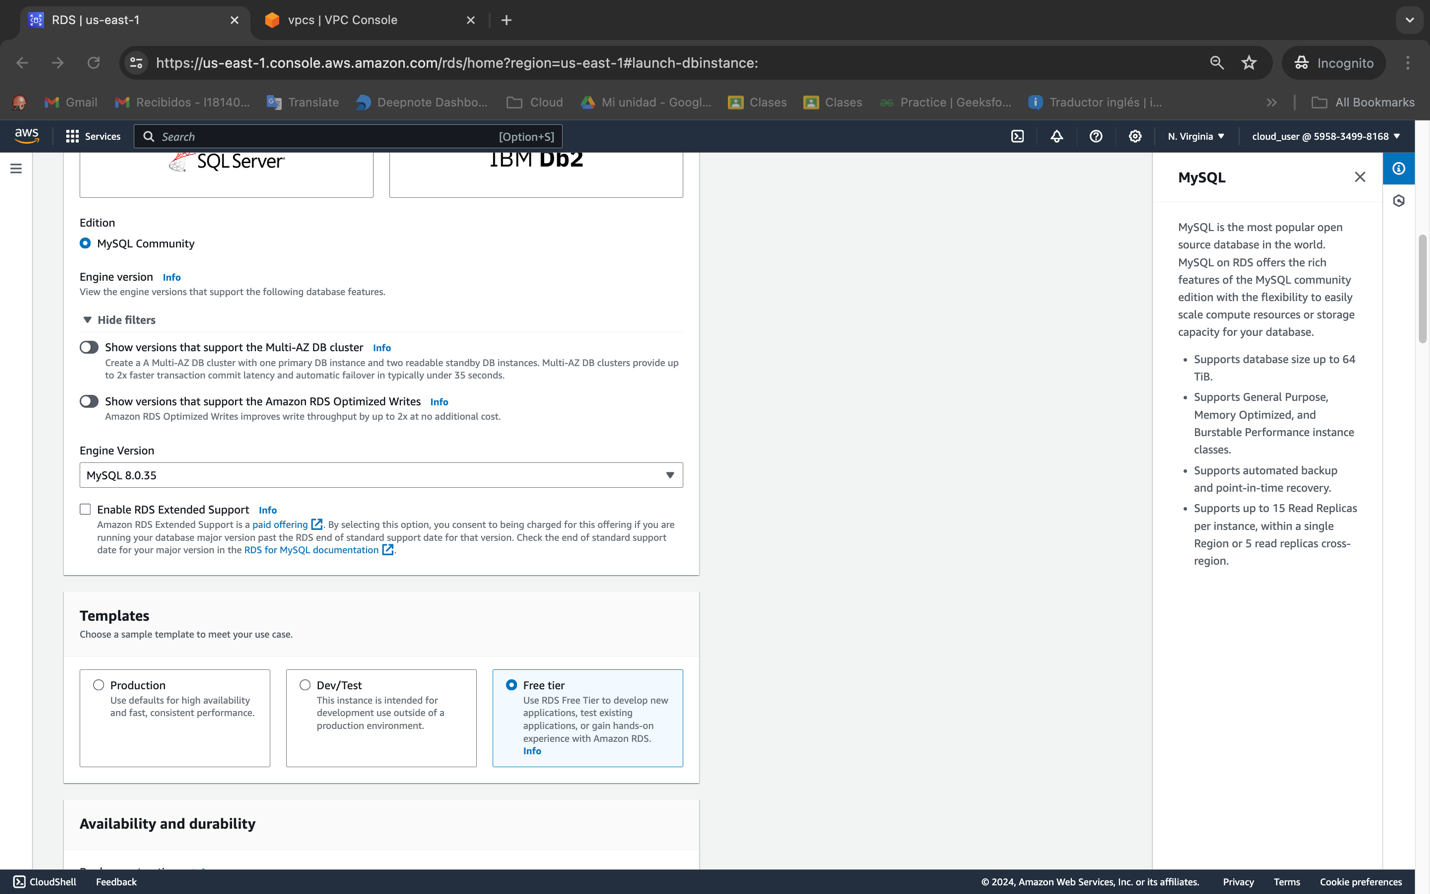 RDS | us-east-1
vpcs | VPC Console
https://us-east-1.console.aws.amazon.com/rds/home?region=us-east-1#launch-dbinstance:
Incognito
Gmail
Recibidos - l18140...
Translate
Deepnote Dashbo...
Cloud
Mi unidad - Googl...
Clases
Clases
Practice | Geeksfo...
Traductor inglés | i...
All Bookmarks
aws
Services
Search
[Option+S]
N. Virginia
cloud_user @ 5958-3499-8168
SQL Server
IBM Db2
Edition
MySQL Community
Engine version Info
View the engine versions that support the following database features.
Hide filters
Show versions that support the Multi-AZ DB cluster Info
Create a A Multi-AZ DB cluster with one primary DB instance and two readable standby DB instances. Multi-AZ DB clusters provide up
to 2x faster transaction commit latency and automatic failover in typically under 35 seconds.
Show versions that support the Amazon RDS Optimized Writes Info
Amazon RDS Optimized Writes improves write throughput by up to 2x at no additional cost.
Engine Version
MySQL 8.0.35
Enable RDS Extended Support Info
Amazon RDS Extended Support is a paid offering. By selecting this option, you consent to being charged for this offering if you are
running your database major version past the RDS end of standard support date for that version. Check the end of standard support
date for your major version in the RDS for MySQL documentation.
Templates
Choose a sample template to meet your use case.
Production
Use defaults for high availability
and fast, consistent performance.
Dev/Test
This instance is intended for
development use outside of a
production environment.
Free tier
Use RDS Free Tier to develop new
applications, test existing
applications, or gain hands-on
experience with Amazon RDS.
Info
Availability and durability
MySQL
MySQL is the most popular open
source database in the world.
MySQL on RDS offers the rich
features of the MySQL community
edition with the flexibility to easily
scale compute resources or storage
capacity for your database.
• Supports database size up to 64
TiB.
• Supports General Purpose,
Memory Optimized, and
Burstable Performance instance
classes.
• Supports automated backup
and point-in-time recovery.
• Supports up to 15 Read Replicas
per instance, within a single
Region or 5 read replicas cross-
region.
CloudShell
Feedback
© 2024, Amazon Web Services, Inc. or its affiliates.
Privacy
Terms
Cookie preferences